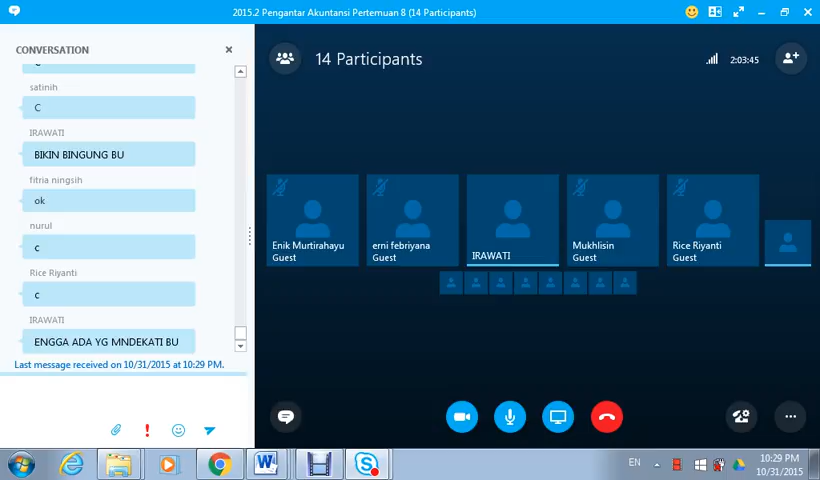 2015.2 Pengantar Akuntansi Pertemuan 8 (14 Participants)
CONVERSATION
satinih
C
IRAWATI
BIKIN BINGUNG BU
fitria ningsih
ok
nurul
c
Rice Riyanti
c
IRAWATI
ENGGA ADA YG MNDEKATI BU
Last message received on 10/31/2015 at 10:29 PM.
14 Participants
2:03:45
Enik Murtirahayu
Guest
erni febriyana
Guest
IRAWATI
Mukhlisin
Guest
Rice Riyanti
Guest
EN
10:29 PM
10/31/2015